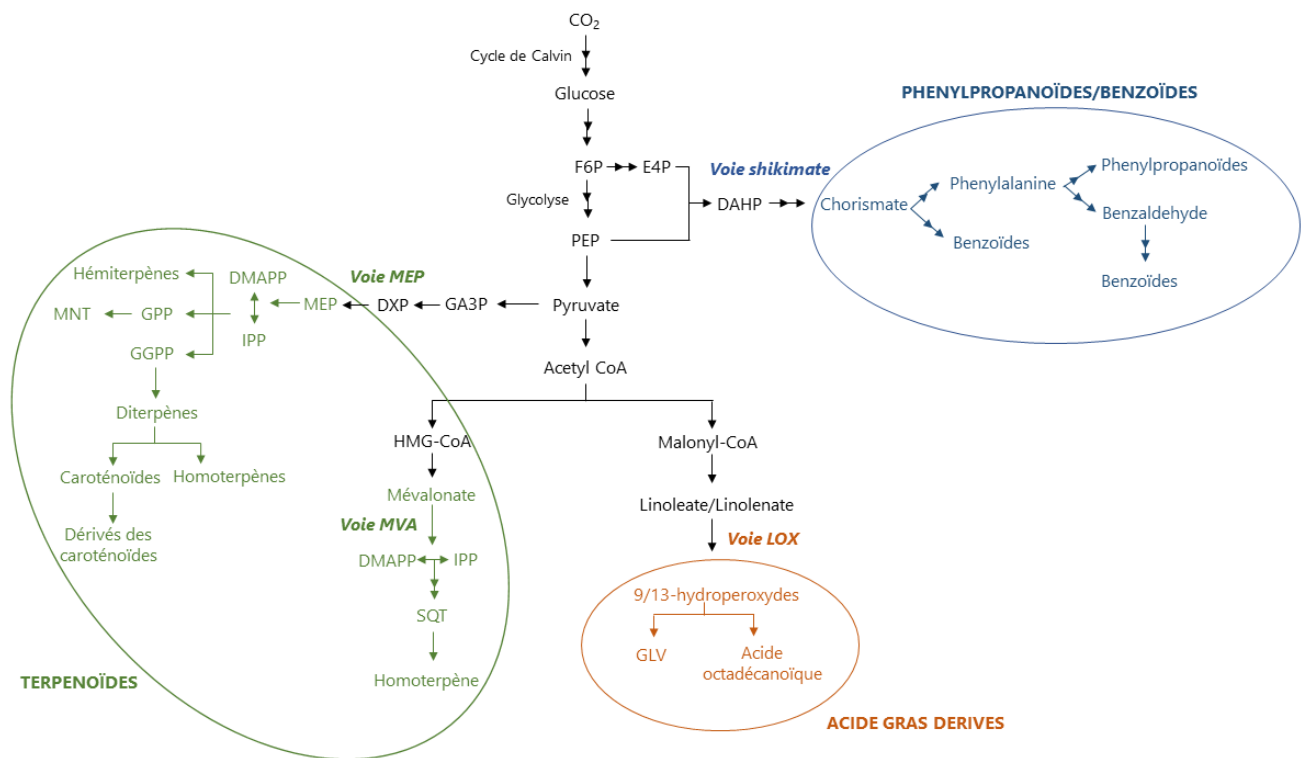 CO₂
Cycle de Calvin
Glucose
PHENYLPROPANOÏDES/BENZOÏDES
F6P
E4P
Voie shikimate
Phenylpropanoïdes
Phenylalanine
Glycolyse
DAHP
Chorismate
Benzaldehyde
PEP
Benzoïdes
Benzoïdes
Hémiterpènes
DMAPP
Voie MEP
MNT
GPP
MEP
DXP
GA3P
Pyruvate
IPP
GGPP
Acetyl CoA
Diterpènes
HMG-CoA
Malonyl-CoA
Caroténoïdes
Homoterpènes
Mévalonate
Linoleate/Linolenate
Voie MVA
Voie LOX
Dérivés des
caroténoïdes
DMAPP
IPP
9/13-hydroperoxydes
SQT
GLV
Acide
octadécanoïque
TERPENOÏDES
Homoterpène
ACIDE GRAS DERIVES